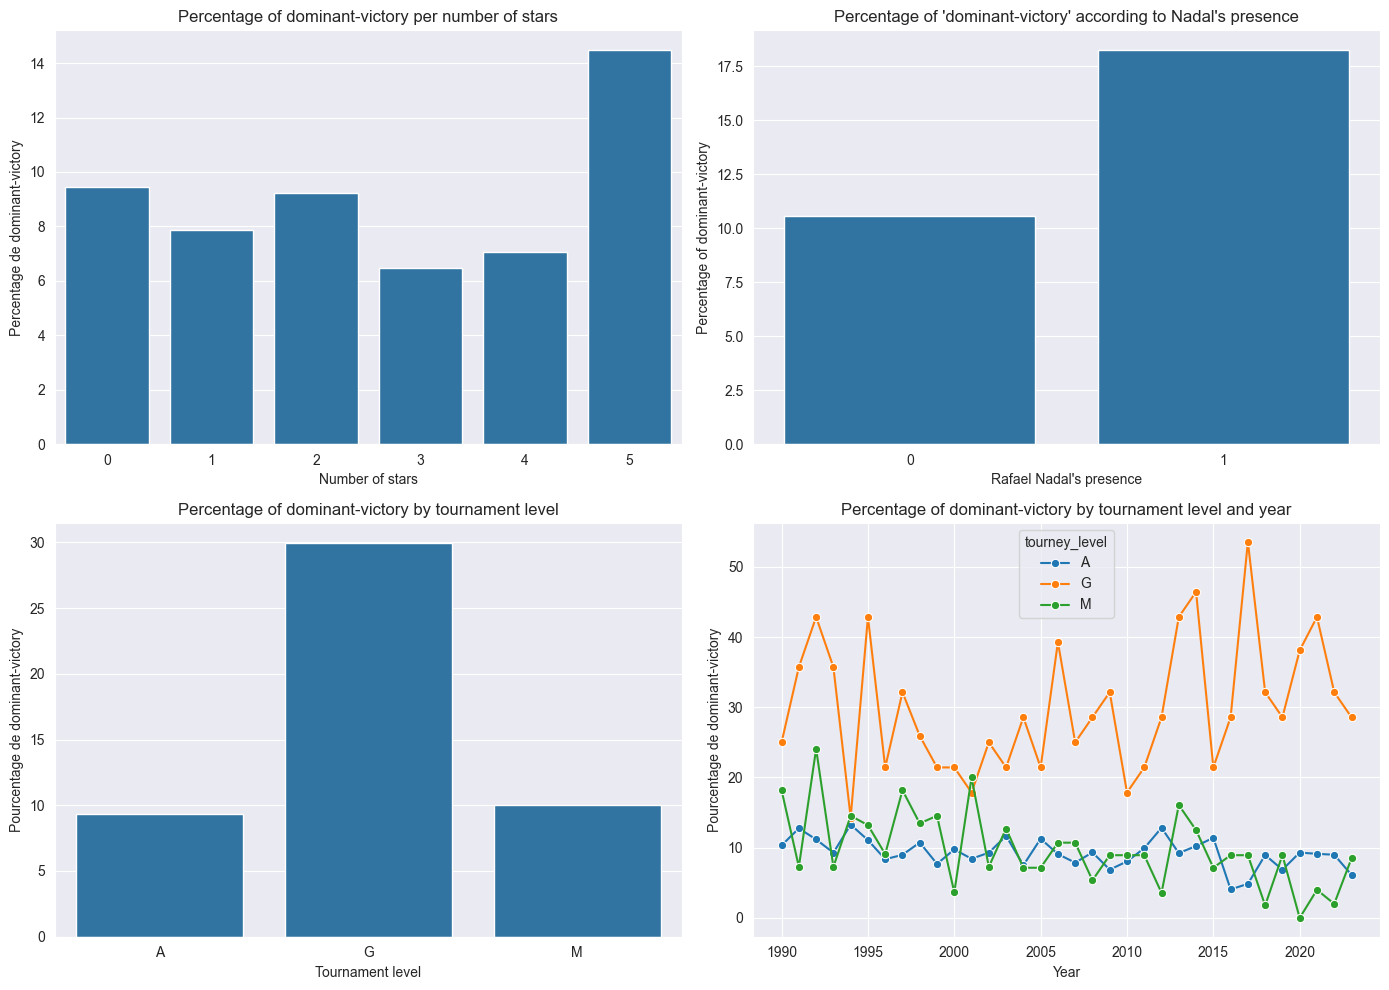 Percentage of dominant-victory per number of stars
Percentage de dominant-victory
14
12
10
8
6
4
2
0
0 1 2 3 4 5
Number of stars
Percentage of 'dominant-victory' according to Nadal's presence
Percentage of dominant-victory
17.5
15.0
12.5
10.0
7.5
5.0
2.5
0.0
0 1
Rafael Nadal's presence
Percentage of dominant-victory by tournament level
Pourcentage de dominant-victory
30
25
20
15
10
5
0
A G M
Tournament level
Percentage of dominant-victory by tournament level and year
Pourcentage de dominant-victory
tourney_level
A
G
M
50
40
30
20
10
0
1990 1995 2000 2005 2010 2015 2020
Year